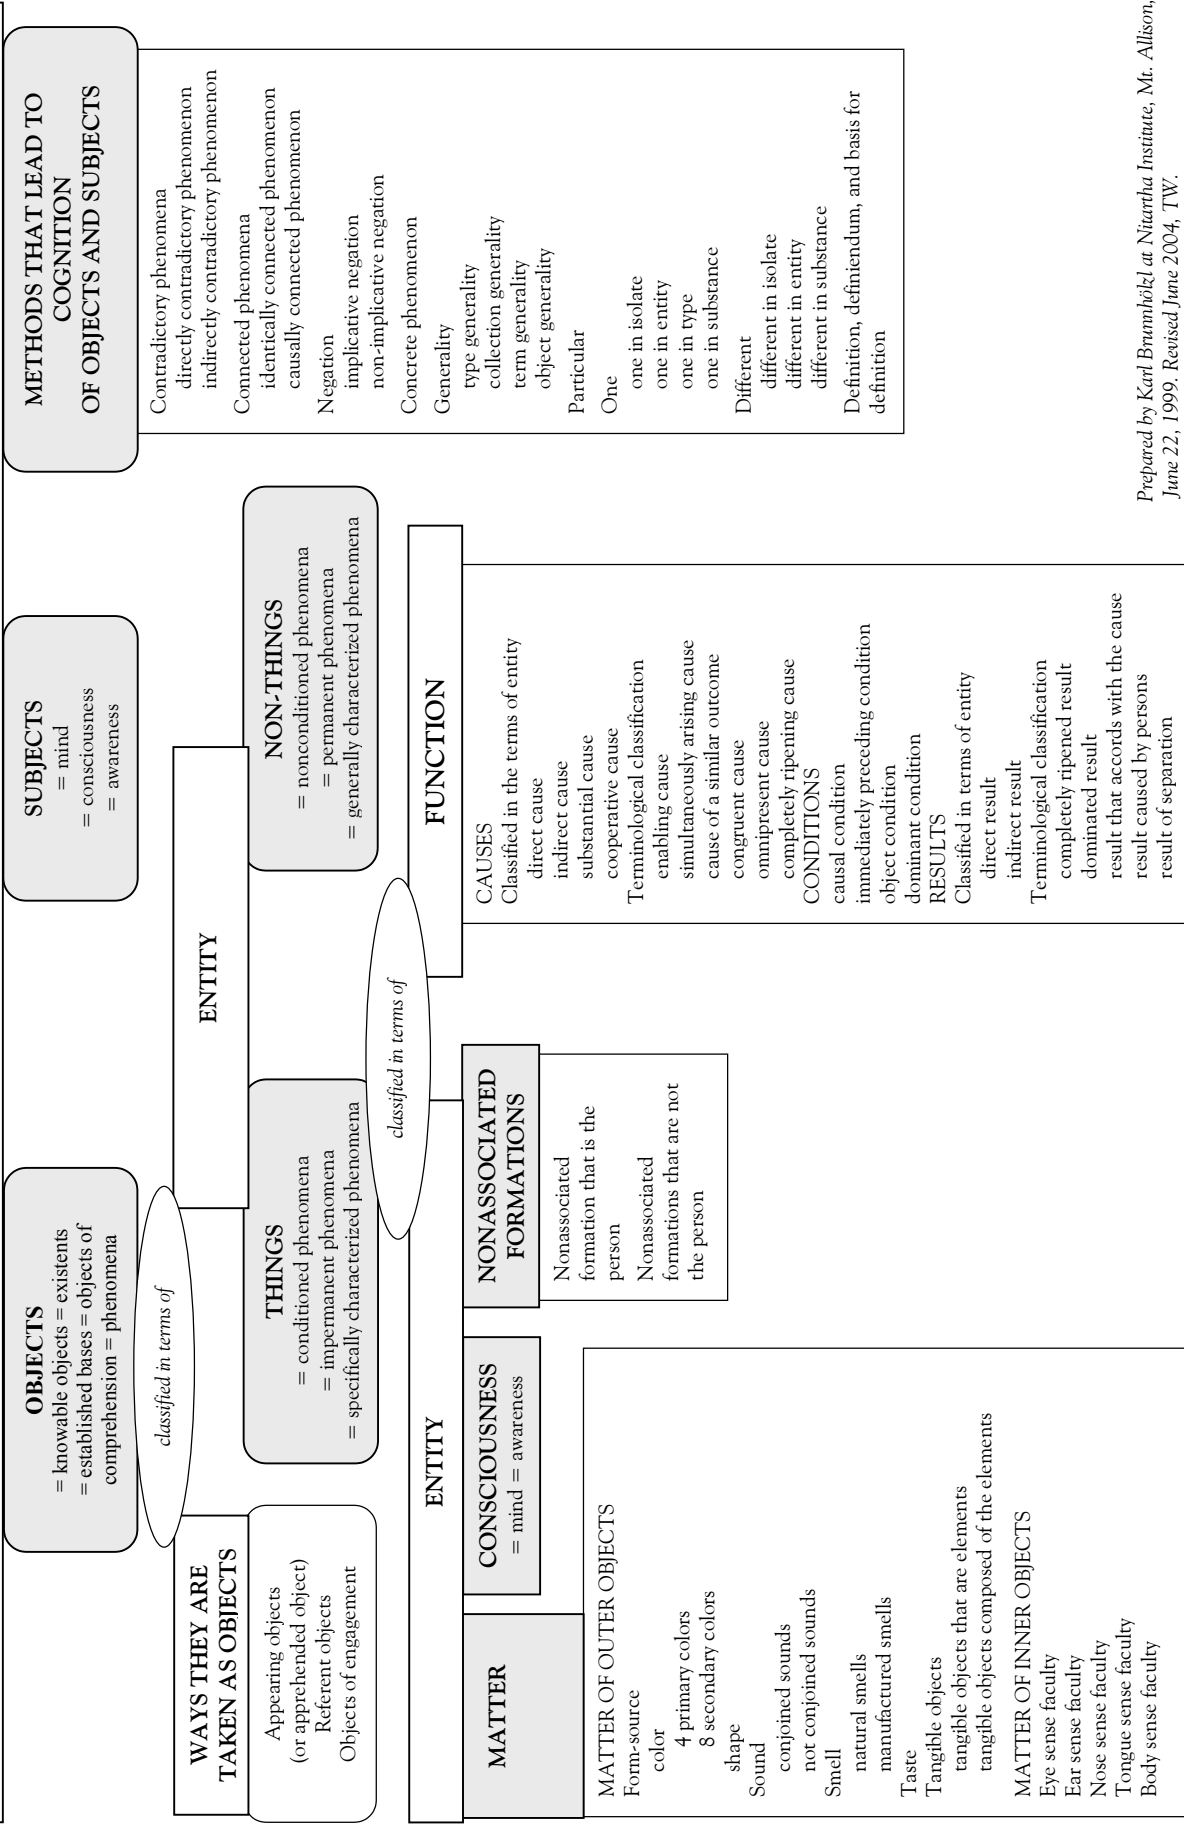 OBJECTS
= knowable objects = existents
= established bases = objects of
comprehension = phenomena
SUBJECTS
= mind
= consciousness
= awareness
METHODS THAT LEAD TO
COGNITION
OF OBJECTS AND SUBJECTS
classified in terms of
WAYS THEY ARE
TAKEN AS OBJECTS
Appearing objects
(or apprehended object)
Referent objects
Objects of engagement
ENTITY
THINGS
= conditioned phenomena
= impermanent phenomena
= specifically characterized phenomena
NON-THINGS
= nonconditioned phenomena
= permanent phenomena
= generally characterized phenomena
classified in terms of
ENTITY
FUNCTION
MATTER
MATTER OF OUTER OBJECTS
Form-source
color
4 primary colors
8 secondary colors
shape
Sound
conjoined sounds
not conjoined sounds
Smell
natural smells
manufactured smells
Taste
Tangible objects
tangible objects that are elements
tangible objects composed of the elements
MATTER OF INNER OBJECTS
Eye sense faculty
Ear sense faculty
Nose sense faculty
Tongue sense faculty
Body sense faculty
CONSCIOUSNESS
= mind = awareness
NONASSOCIATED
FORMATIONS
Nonassociated
formation that is the
person
Nonassociated
formations that are not
the person
CAUSES
Classified in the terms of entity
direct cause
indirect cause
substantial cause
cooperative cause
Terminological classification
enabling cause
simultaneously arising cause
cause of a similar outcome
congruent cause
omnipresent cause
completely ripening cause
CONDITIONS
causal condition
immediately preceding condition
object condition
dominant condition
RESULTS
Classified in terms of entity
direct result
indirect result
Terminological classification
completely ripened result
dominated result
result that accords with the cause
result caused by persons
result of separation
Contradictory phenomena
directly contradictory phenomenon
indirectly contradictory phenomenon
Connected phenomena
identically connected phenomenon
causally connected phenomenon
Negation
implicative negation
non-implicative negation
Concrete phenomenon
Generality
type generality
collection generality
term generality
object generality
Particular
One
one in isolate
one in entity
one in type
one in substance
Different
different in isolate
different in entity
different in substance
Definition, definiendum, and basis for
definition
Prepared by Karl Brunnhölzl at Nitartha Institute, Mt. Allison,
June 22, 1999. Revised June 2004, TW.